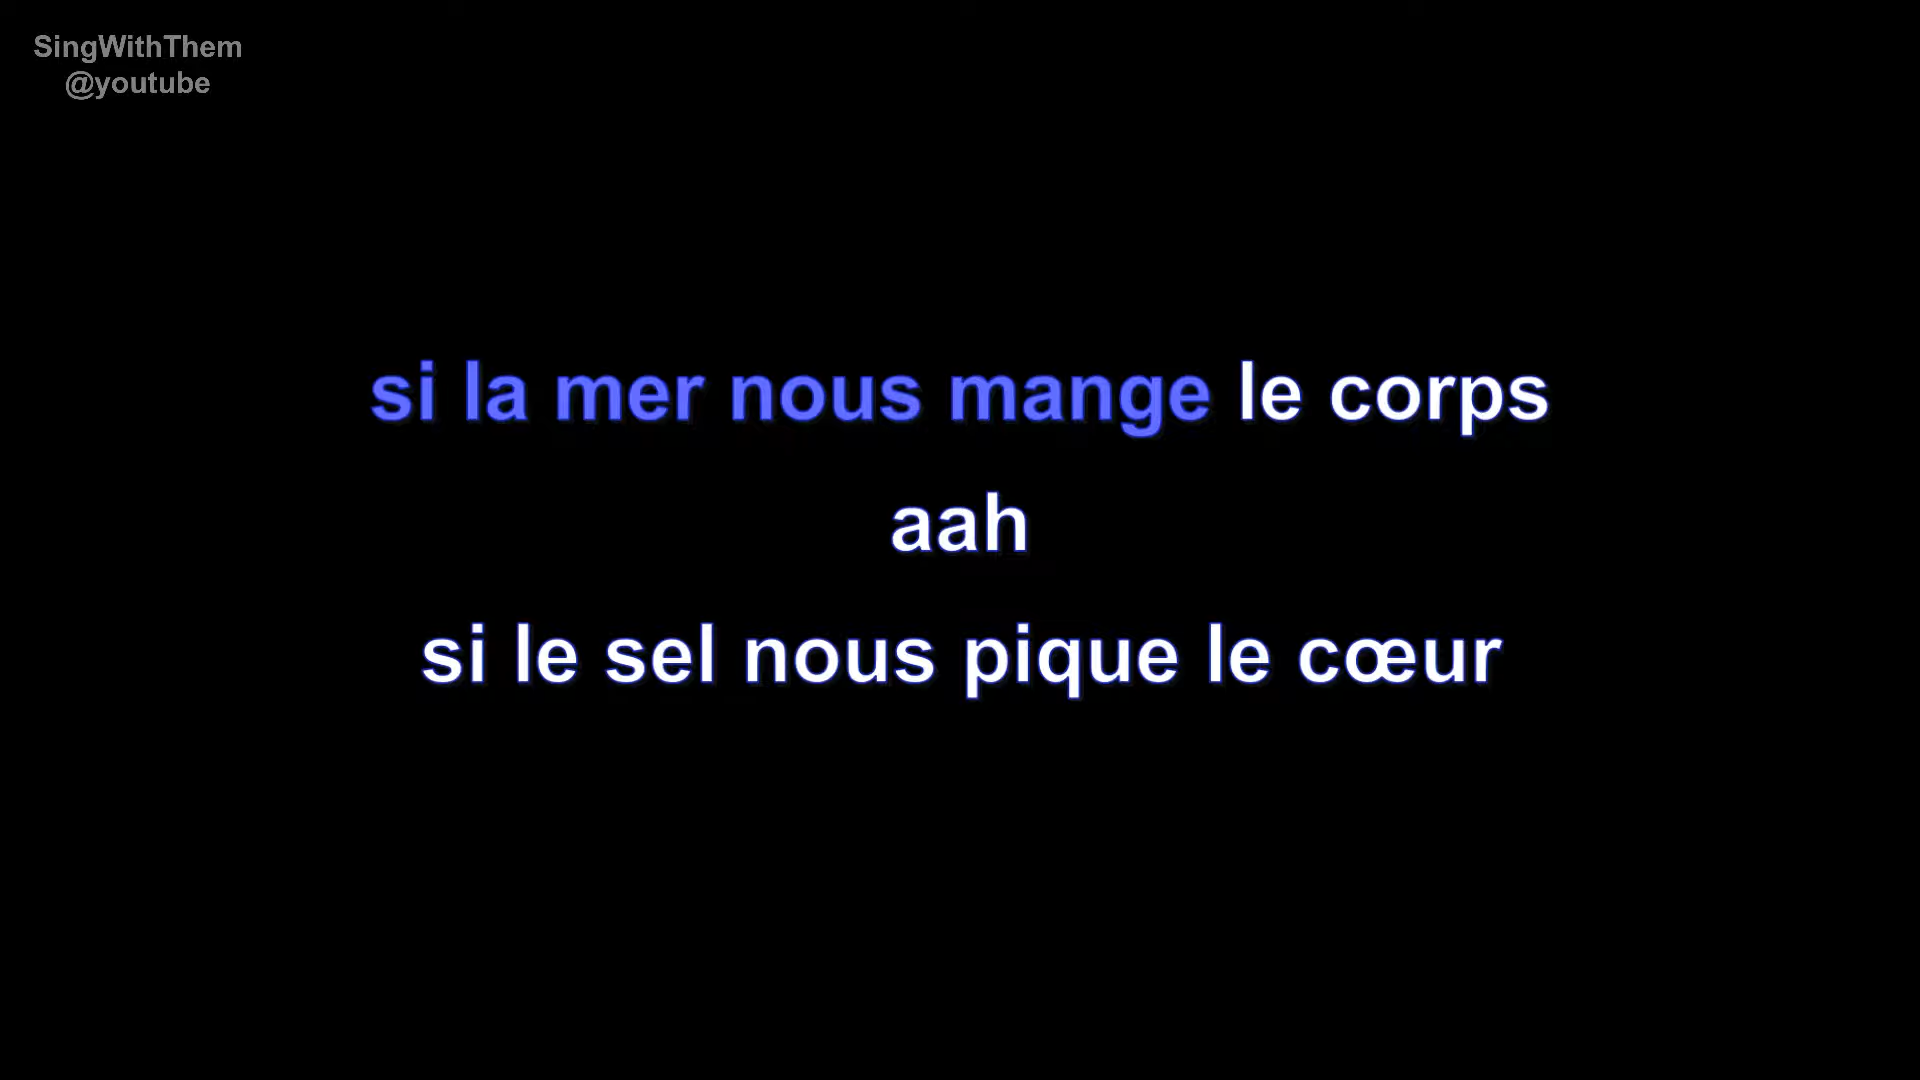 SingWithThem
@youtube
si la mer nous mange le corps
aah
si le sel nous pique le cœur